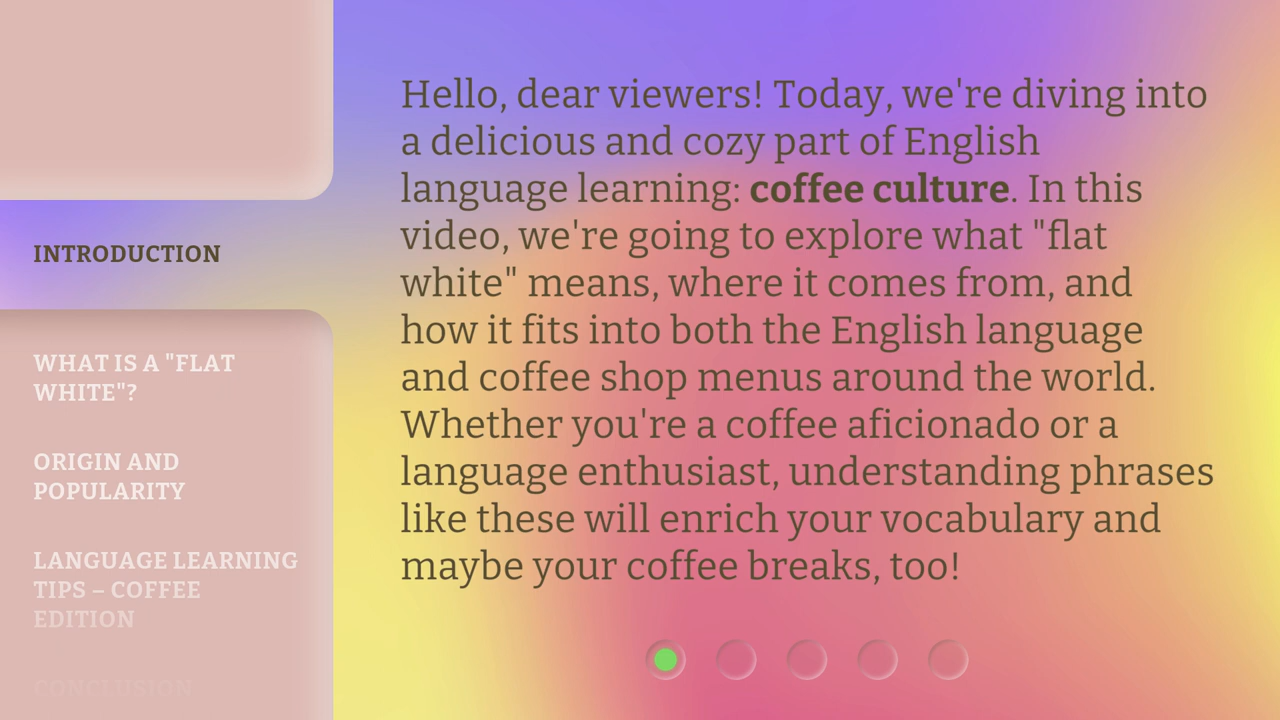 INTRODUCTION
WHAT IS A "FLAT
WHITE"?
ORIGIN AND
POPULARITY
LANGUAGE LEARNING
TIPS – COFFEE
EDITION
CONCLUSION
Hello, dear viewers! Today, we're diving into
a delicious and cozy part of English
language learning: coffee culture. In this
video, we're going to explore what "flat
white" means, where it comes from, and
how it fits into both the English language
and coffee shop menus around the world.
Whether you're a coffee aficionado or a
language enthusiast, understanding phrases
like these will enrich your vocabulary and
maybe your coffee breaks, too!